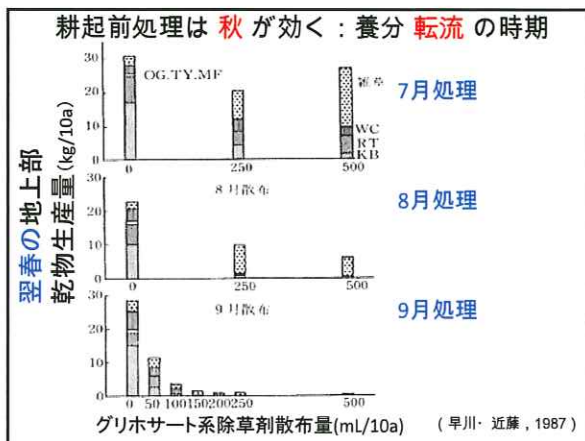 耕起前処理は 秋 が効く：養分 転流 の時期
翌春の地上部
乾物生産量(kg/10a)
30
20
10
0
OG.TY.MF
雑草
WC
RT
KB
0
250
500
7月処理
8月散布
30
20
10
0
0
250
500
8月処理
9月散布
30
20
10
0
0
50
100
150
200
250
500
9月処理
グリホサート系除草剤散布量(mL/10a)
(早川・近藤, 1987)